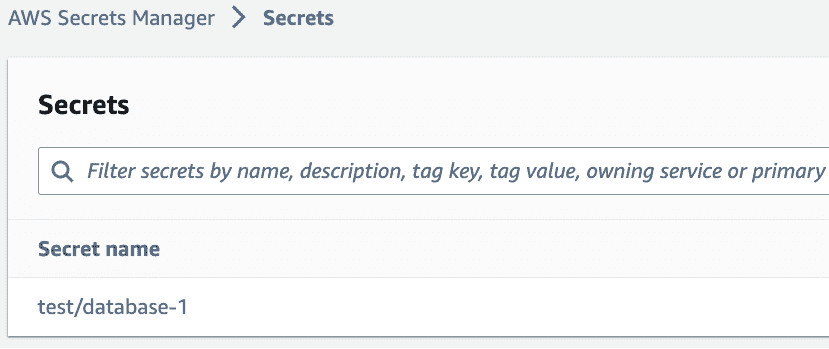 AWS Secrets Manager > Secrets
Secrets
Filter secrets by name, description, tag key, tag value, owning service or primary
Secret name
test/database-1